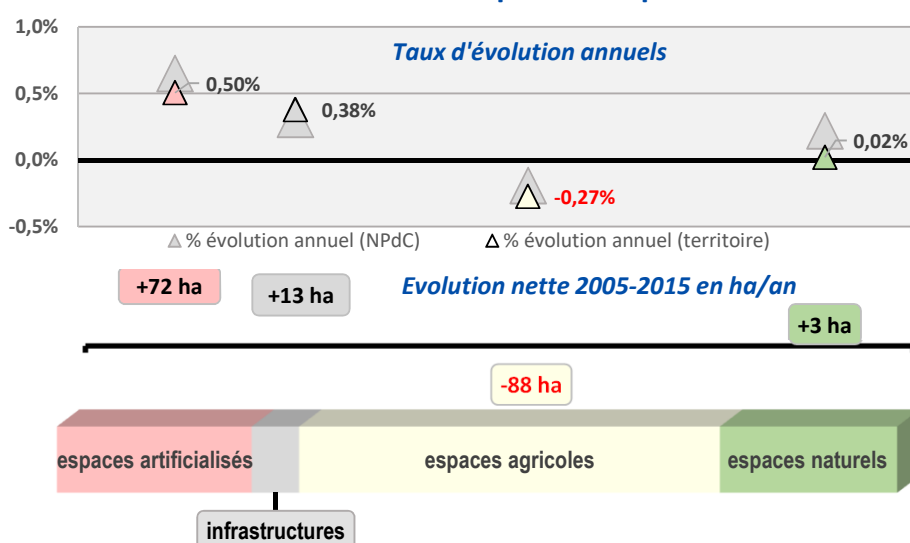 1,0%
Taux d'évolution annuels
0,50%
0,5%
0,38%
0,02%
0,0%
-0,27%
-0,5%
% évolution annuel (NPdC)
% évolution annuel (territoire)
+72 ha
+13 ha
Evolution nette 2005-2015 en ha/an
+3 ha
-88 ha
espaces artificialisés
espaces agricoles
espaces naturels
infrastructures